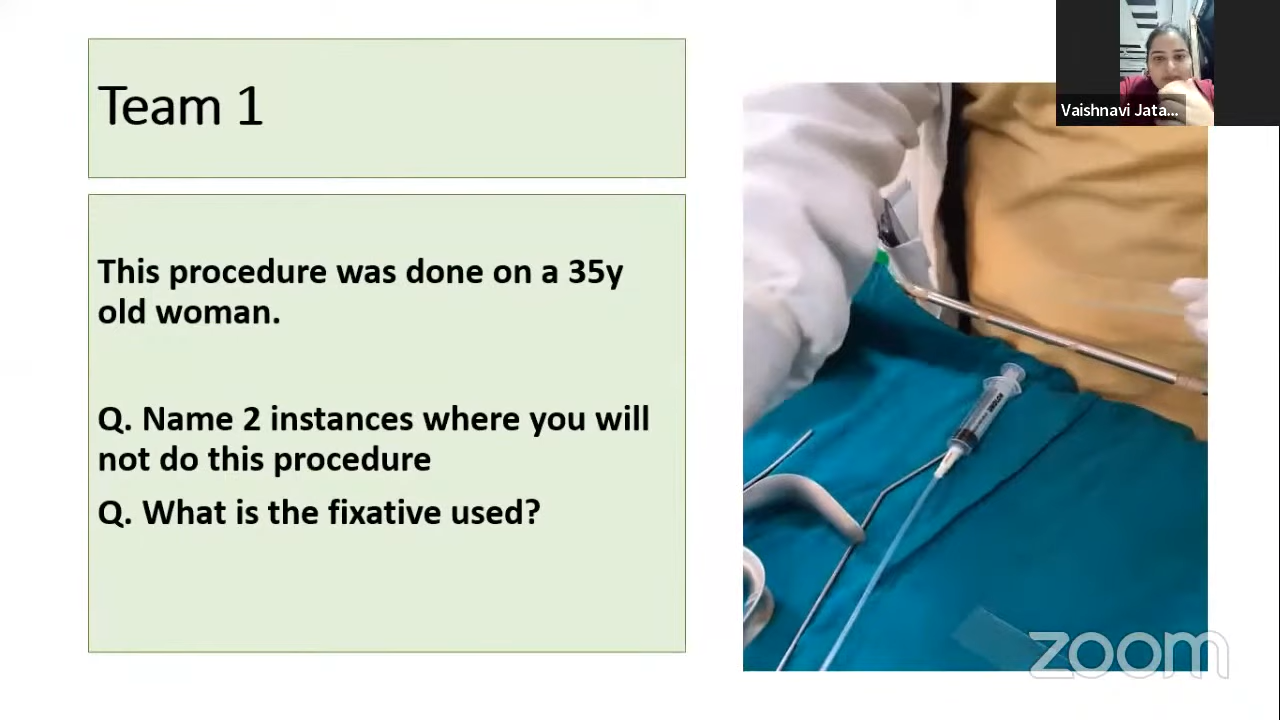 Team 1
This procedure was done on a 35y
old woman.
Q. Name 2 instances where you will
not do this procedure
Q. What is the fixative used?
Vaishnavi Jata...
zoom